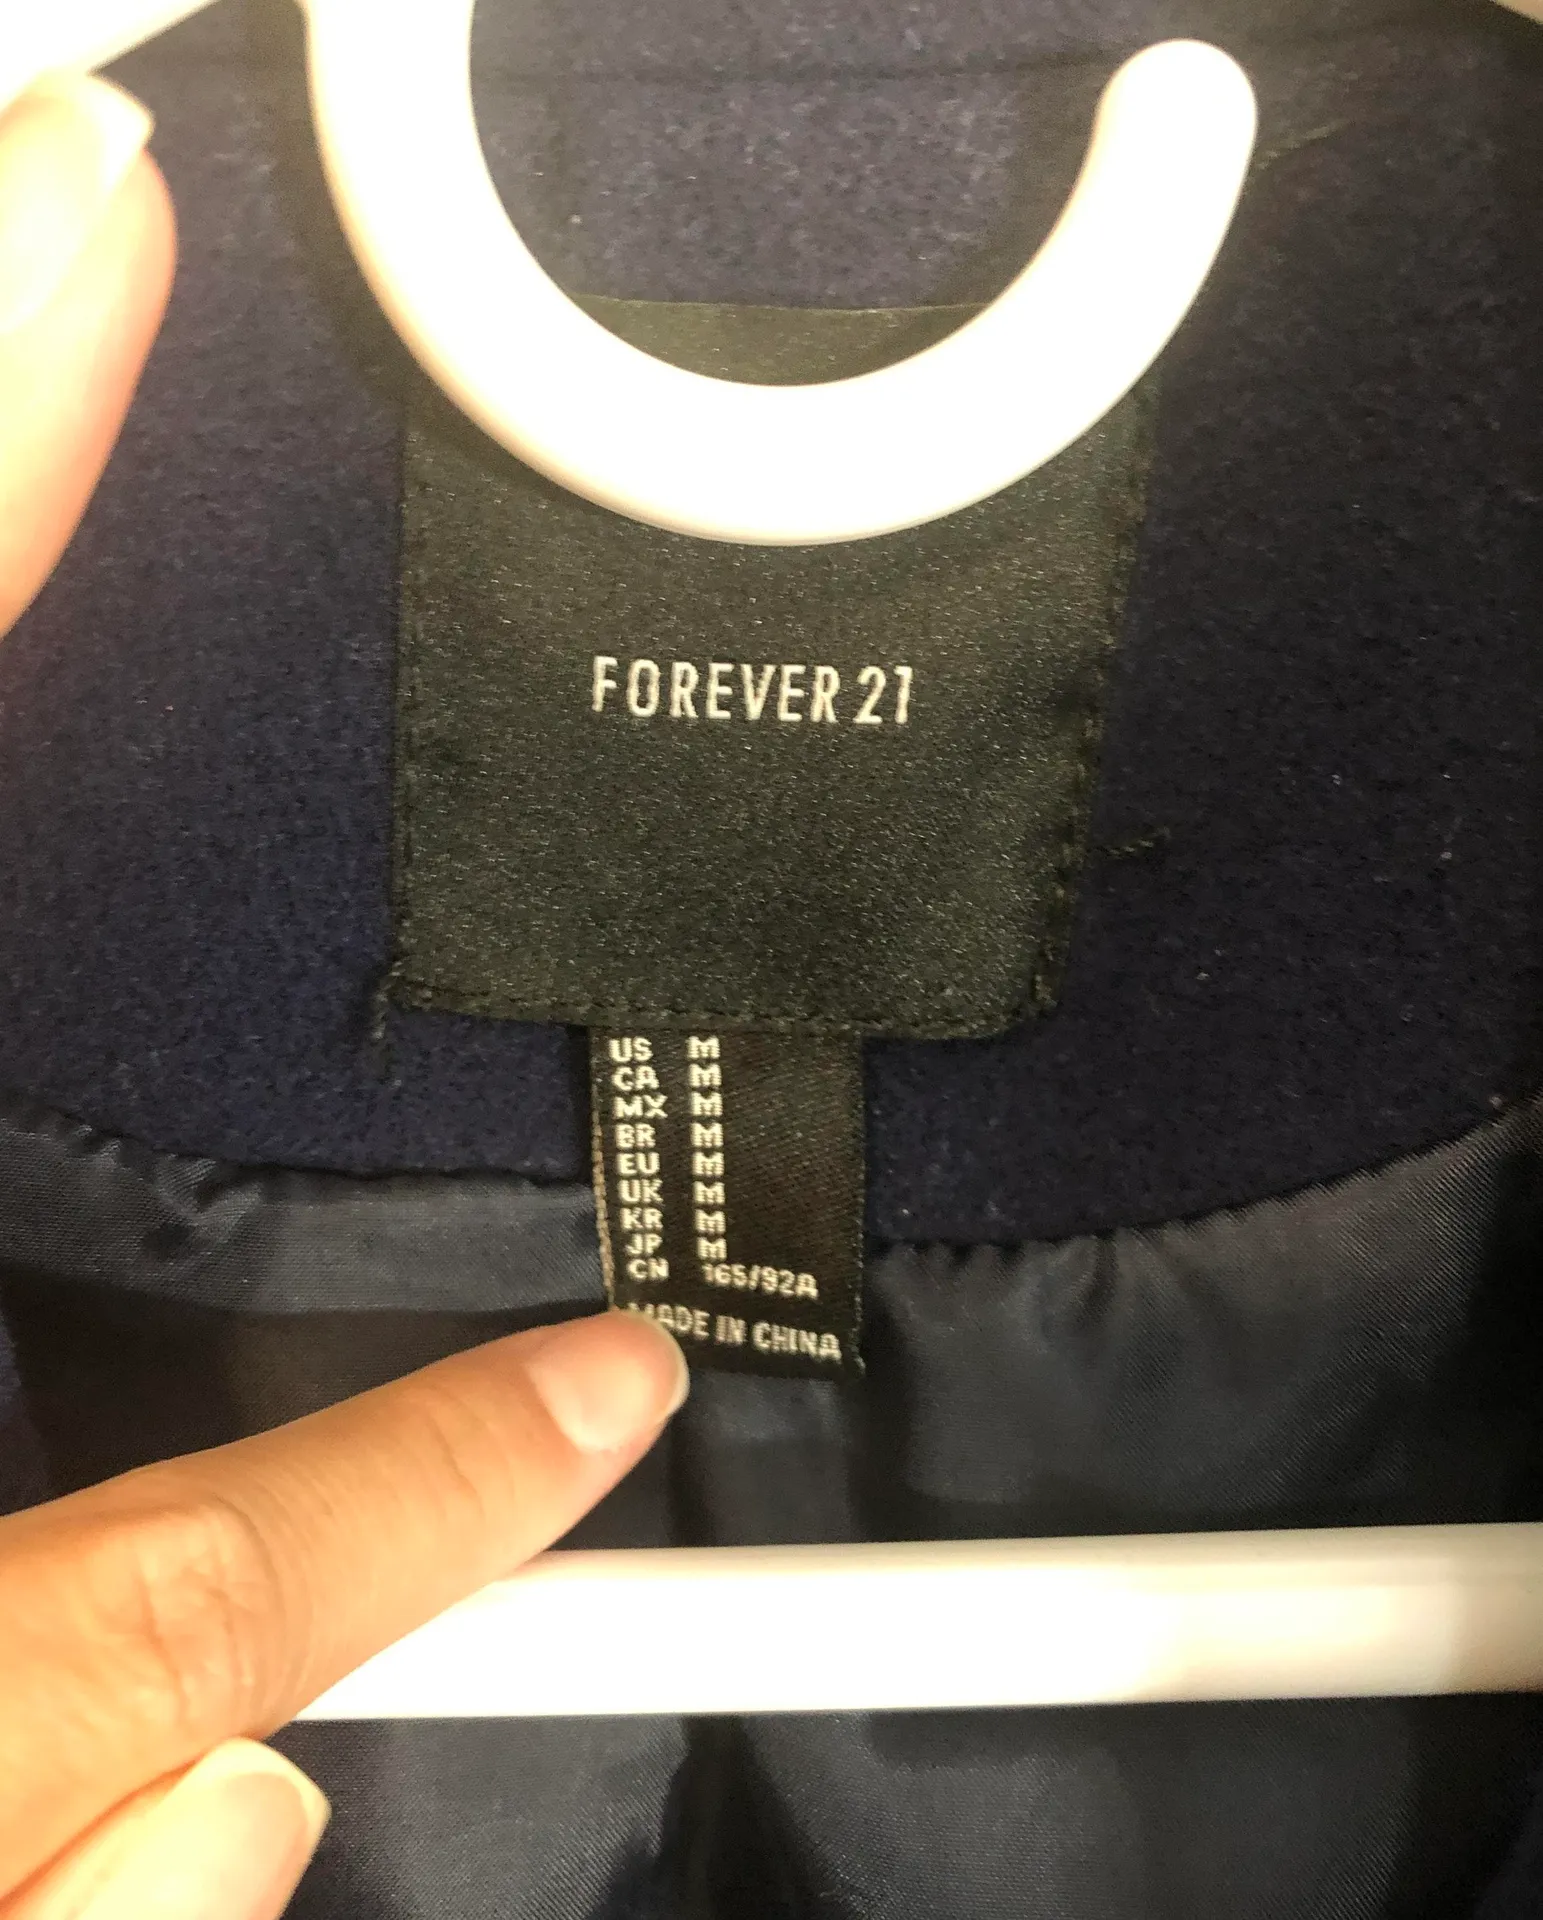 FOREVER 21
US M
CA M
MX M
BR M
EU M
UK M
KR M
JP M
CN 165/92A
MADE IN CHINA